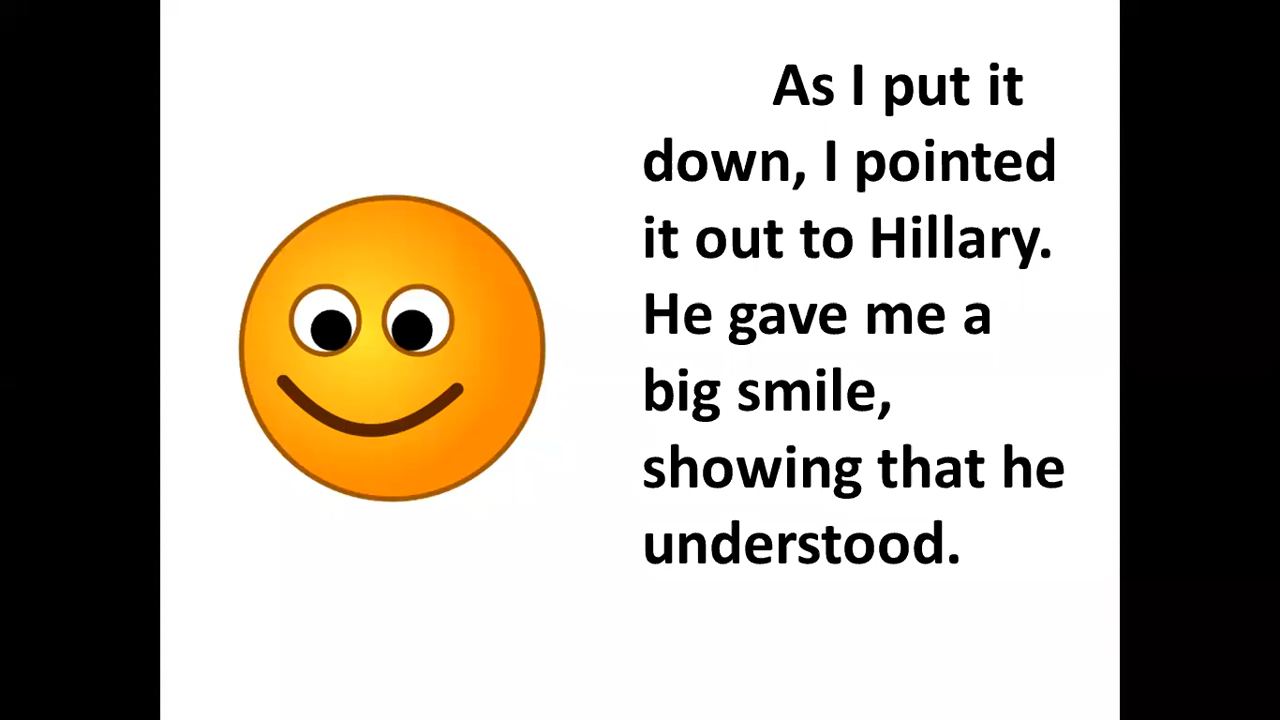 As I put it
down, I pointed
it out to Hillary.
He gave me a
big smile,
showing that he
understood.